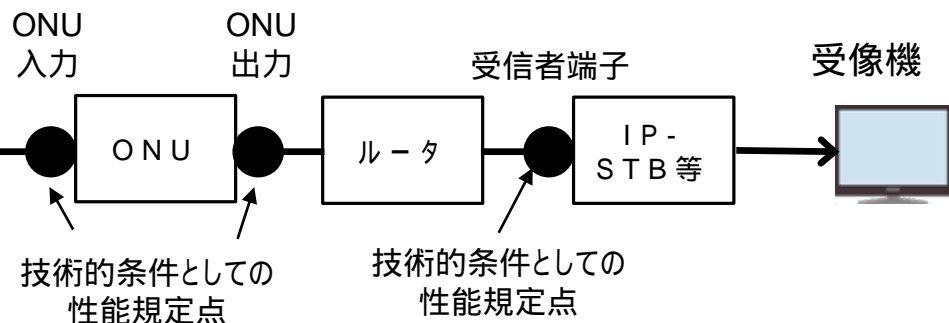 ONU
入力
ONU
出力
受信者端子
受像機
ONU
ルータ
IP-
STB等
技術的条件としての
性能規定点
技術的条件としての
性能規定点